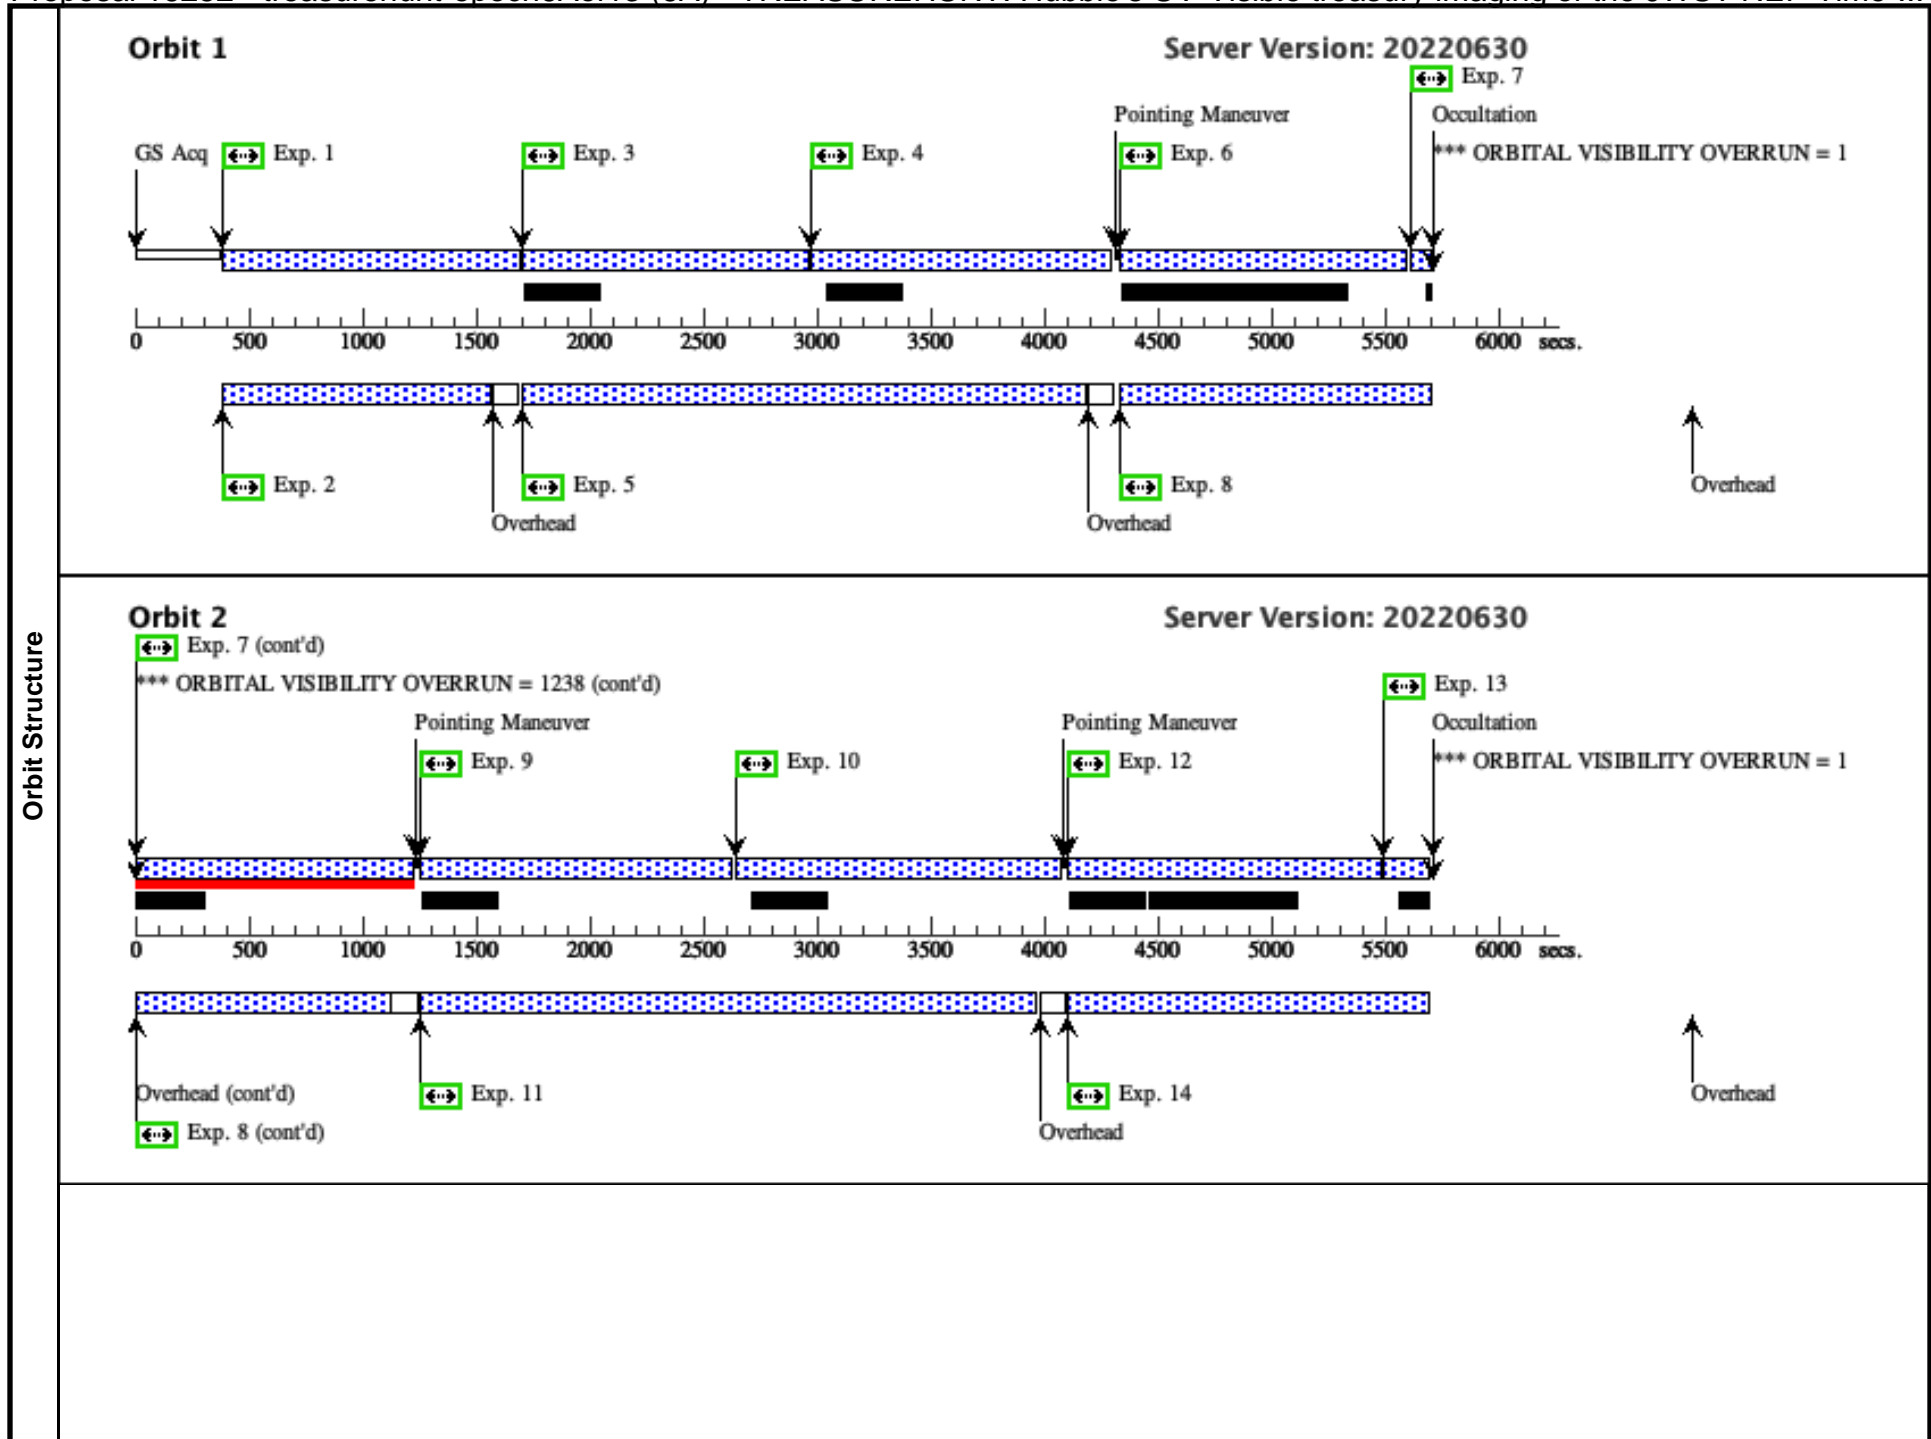 Orbit 1 Server Version: 20220630
Exp. 7
Pointing Maneuver Occultation
GS Acq Exp. 1 Exp. 3 Exp. 4 Exp. 6 *** ORBITAL VISIBILITY OVERRUN = 1
0 500 1000 1500 2000 2500 3000 3500 4000 4500 5000 5500 6000 secs.
Exp. 2 Exp. 5 Exp. 8 Overhead
Overhead Overhead
Orbit Structure
Orbit 2 Server Version: 20220630
Exp. 7 (cont'd)
*** ORBITAL VISIBILITY OVERRUN = 1238 (cont'd) Exp. 13
Pointing Maneuver Pointing Maneuver Occultation
Exp. 9 Exp. 10 Exp. 12 *** ORBITAL VISIBILITY OVERRUN = 1
0 500 1000 1500 2000 2500 3000 3500 4000 4500 5000 5500 6000 secs.
Overhead (cont'd) Exp. 11 Exp. 14 Overhead
Exp. 8 (cont'd) Overhead